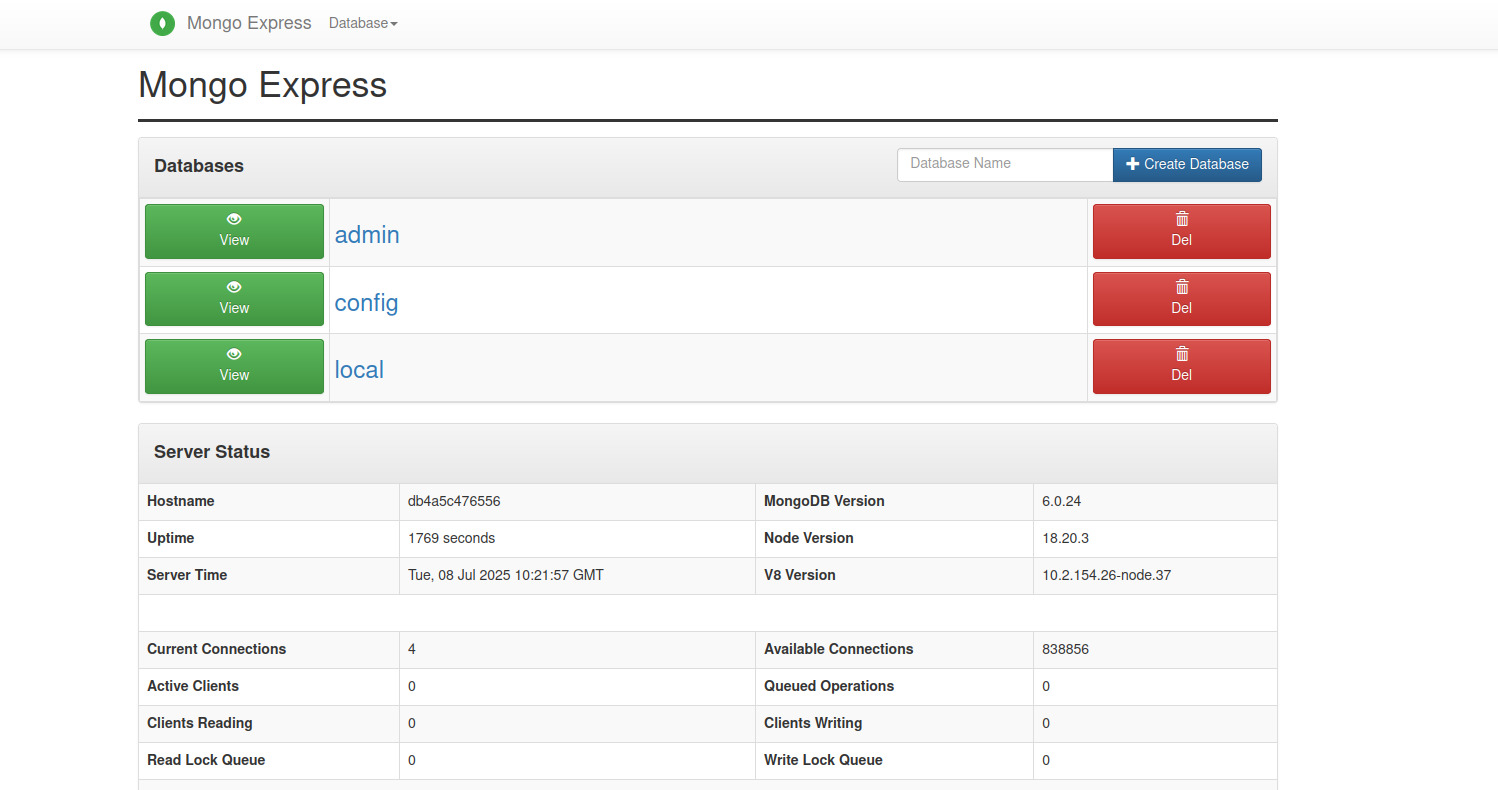 Mongo Express Database
Mongo Express
Databases Database Name Create Database
View admin Del
View config Del
View local Del
Server Status
Hostname db4a5c476556 MongoDB Version 6.0.24
Uptime 1769 seconds Node Version 18.20.3
Server Time Tue, 08 Jul 2025 10:21:57 GMT V8 Version 10.2.154.26-node.37
Current Connections 4 Available Connections 838856
Active Clients 0 Queued Operations 0
Clients Reading 0 Clients Writing 0
Read Lock Queue 0 Write Lock Queue 0